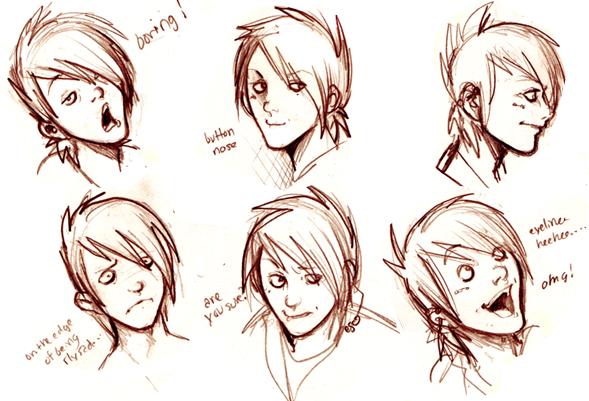 boring!
button
nose
on the edge
of being
are
you sure
eyeliner
heehee....
omg!